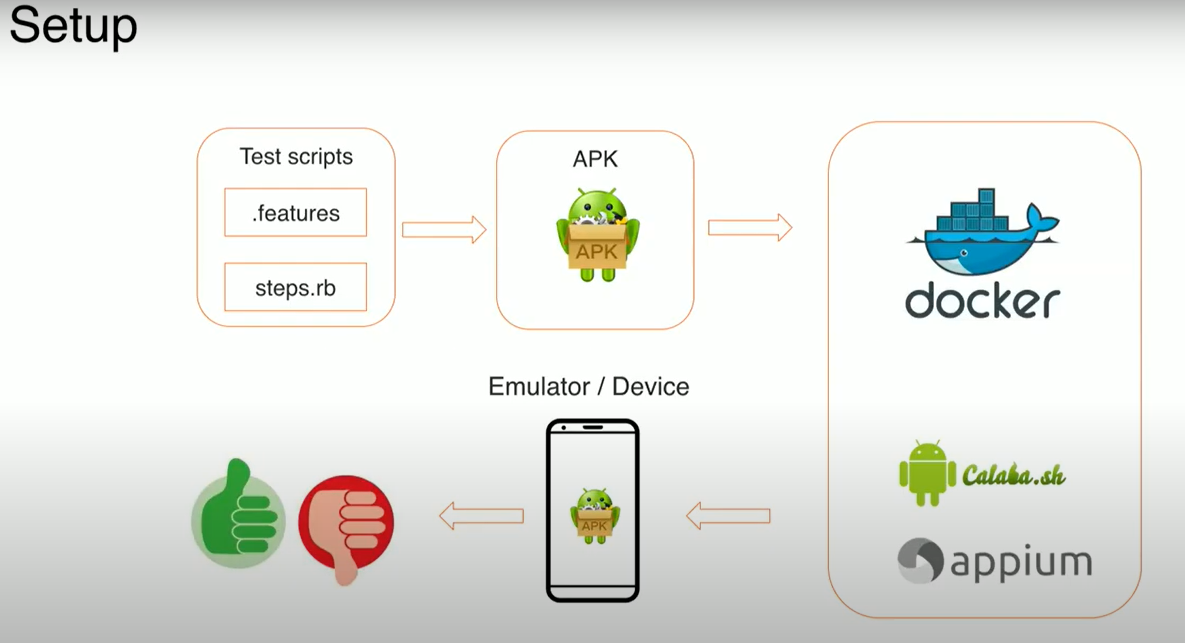 Setup
Test scripts
.features
steps.rb
APK
APK
docker
Emulator / Device
APK
Calaba.sh
appium